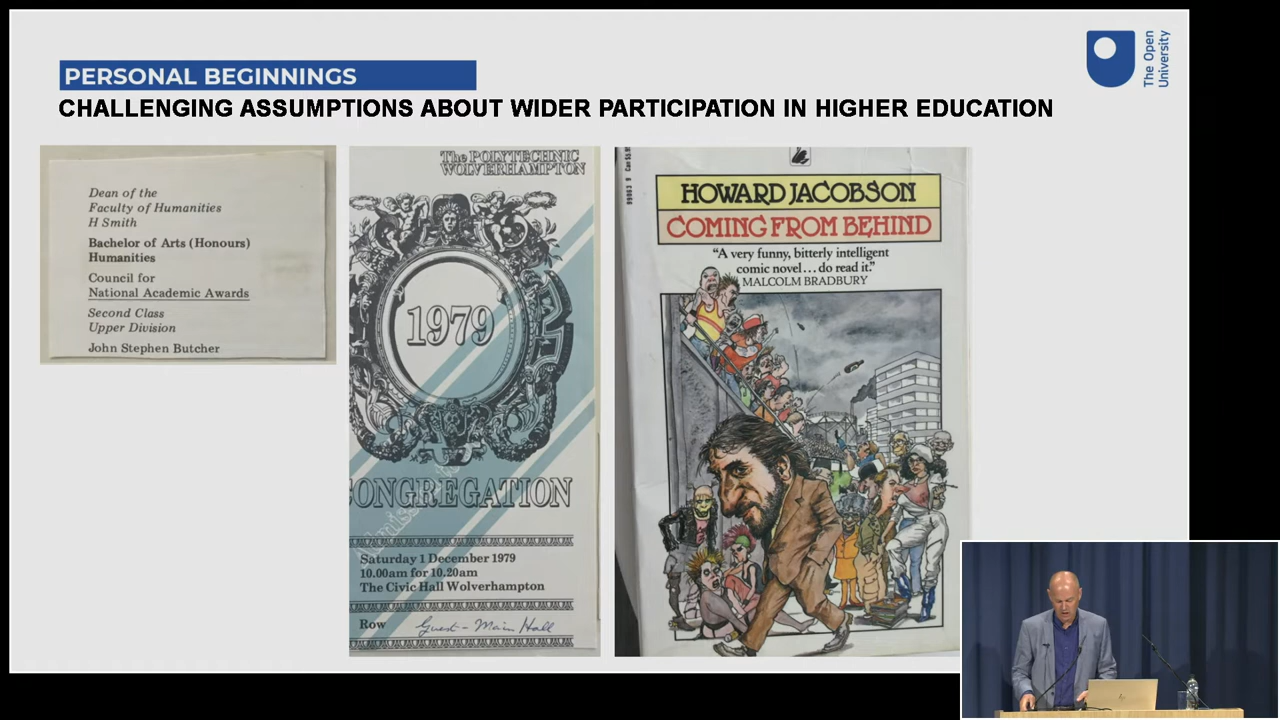 PERSONAL BEGINNINGS
CHALLENGING ASSUMPTIONS ABOUT WIDER PARTICIPATION IN HIGHER EDUCATION
The Open
University
Dean of the
Faculty of Humanities
H Smith
Bachelor of Arts (Honours)
Humanities
Council for
National Academic Awards
Second Class
Upper Division
John Stephen Butcher
The POLYTECHNIC
WOLVERHAMPTON
1979
CONGREGATION
Saturday 1 December 1979
10.00am for 10.20am
The Civic Hall Wolverhampton
Row Guest - Main Hall
HOWARD JACOBSON
COMING FROM BEHIND
“A very funny, bitterly intelligent
comic novel...do read it.”
MALCOLM BRADBURY